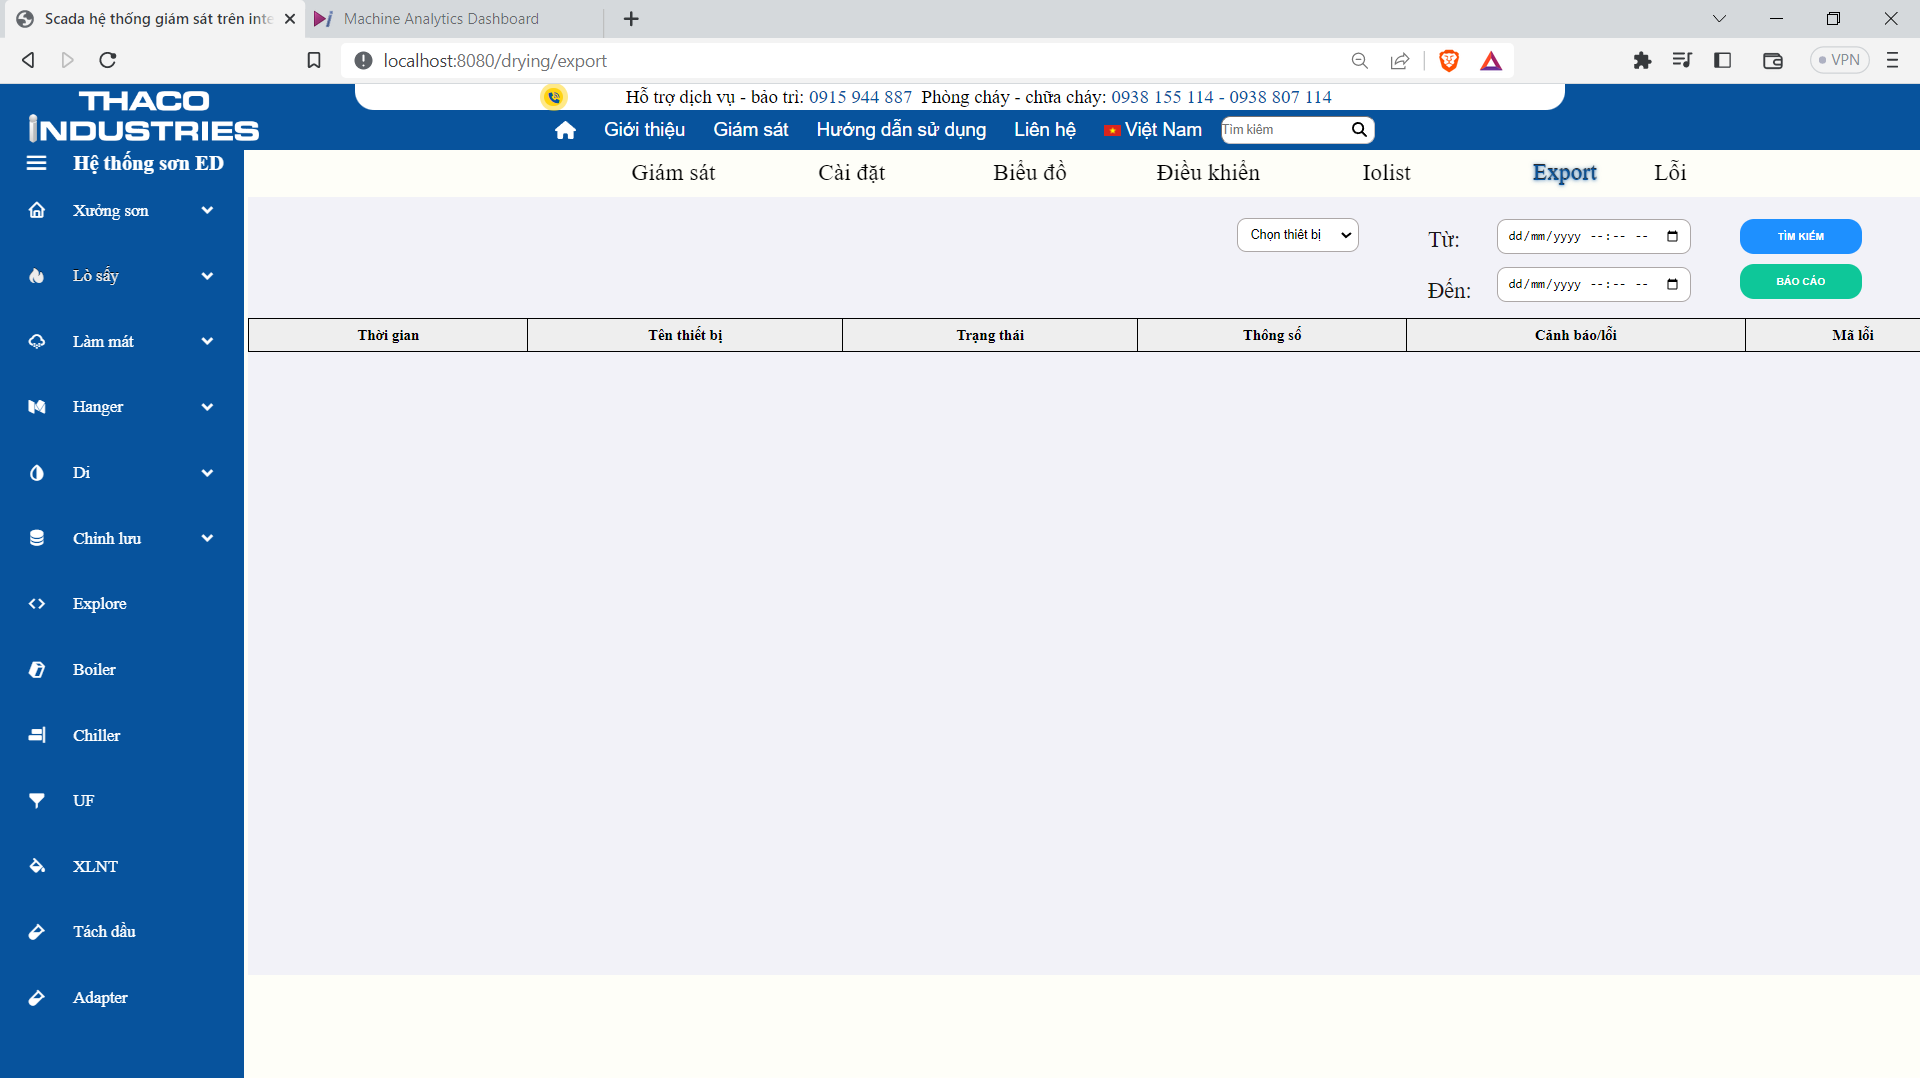 Scada hệ thống giám sát trên inte
Machine Analytics Dashboard
localhost:8080/drying/export
VPN
THACO
INDUSTRIES
Hỗ trợ dịch vụ - bảo trì: 0915 944 887 Phòng cháy - chữa cháy: 0938 155 114 - 0938 807 114
Giới thiệu Giám sát Hướng dẫn sử dụng Liên hệ Việt Nam Tìm kiếm
Hệ thống sơn ED
Giám sát Cài đặt Biểu đồ Điều khiển Iolist Export Lỗi
Xưởng sơn
Lò sấy
Làm mát
Hanger
Di
Chỉnh lưu
Explore
Boiler
Chiller
UF
XLNT
Tách dầu
Adapter
Chọn thiêt bị
Từ: dd/mm/yyyy --:-- -- TÌM KIẾM
Đến: dd/mm/yyyy --:-- -- BÁO CÁO
Thời gian Tên thiết bị Trạng thái Thông số Cảnh báo/lỗi Mã lỗi